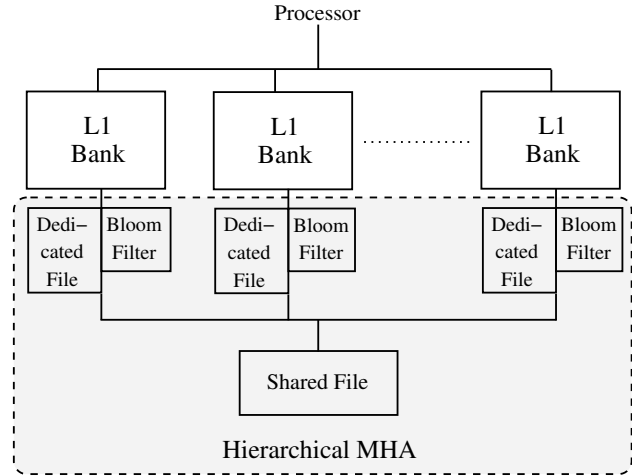 Processor
L1
Bank
L1
Bank
L1
Bank
Dedi–
cated
File
Bloom
Filter
Dedi–
cated
File
Bloom
Filter
Dedi–
cated
File
Bloom
Filter
Shared File
Hierarchical MHA